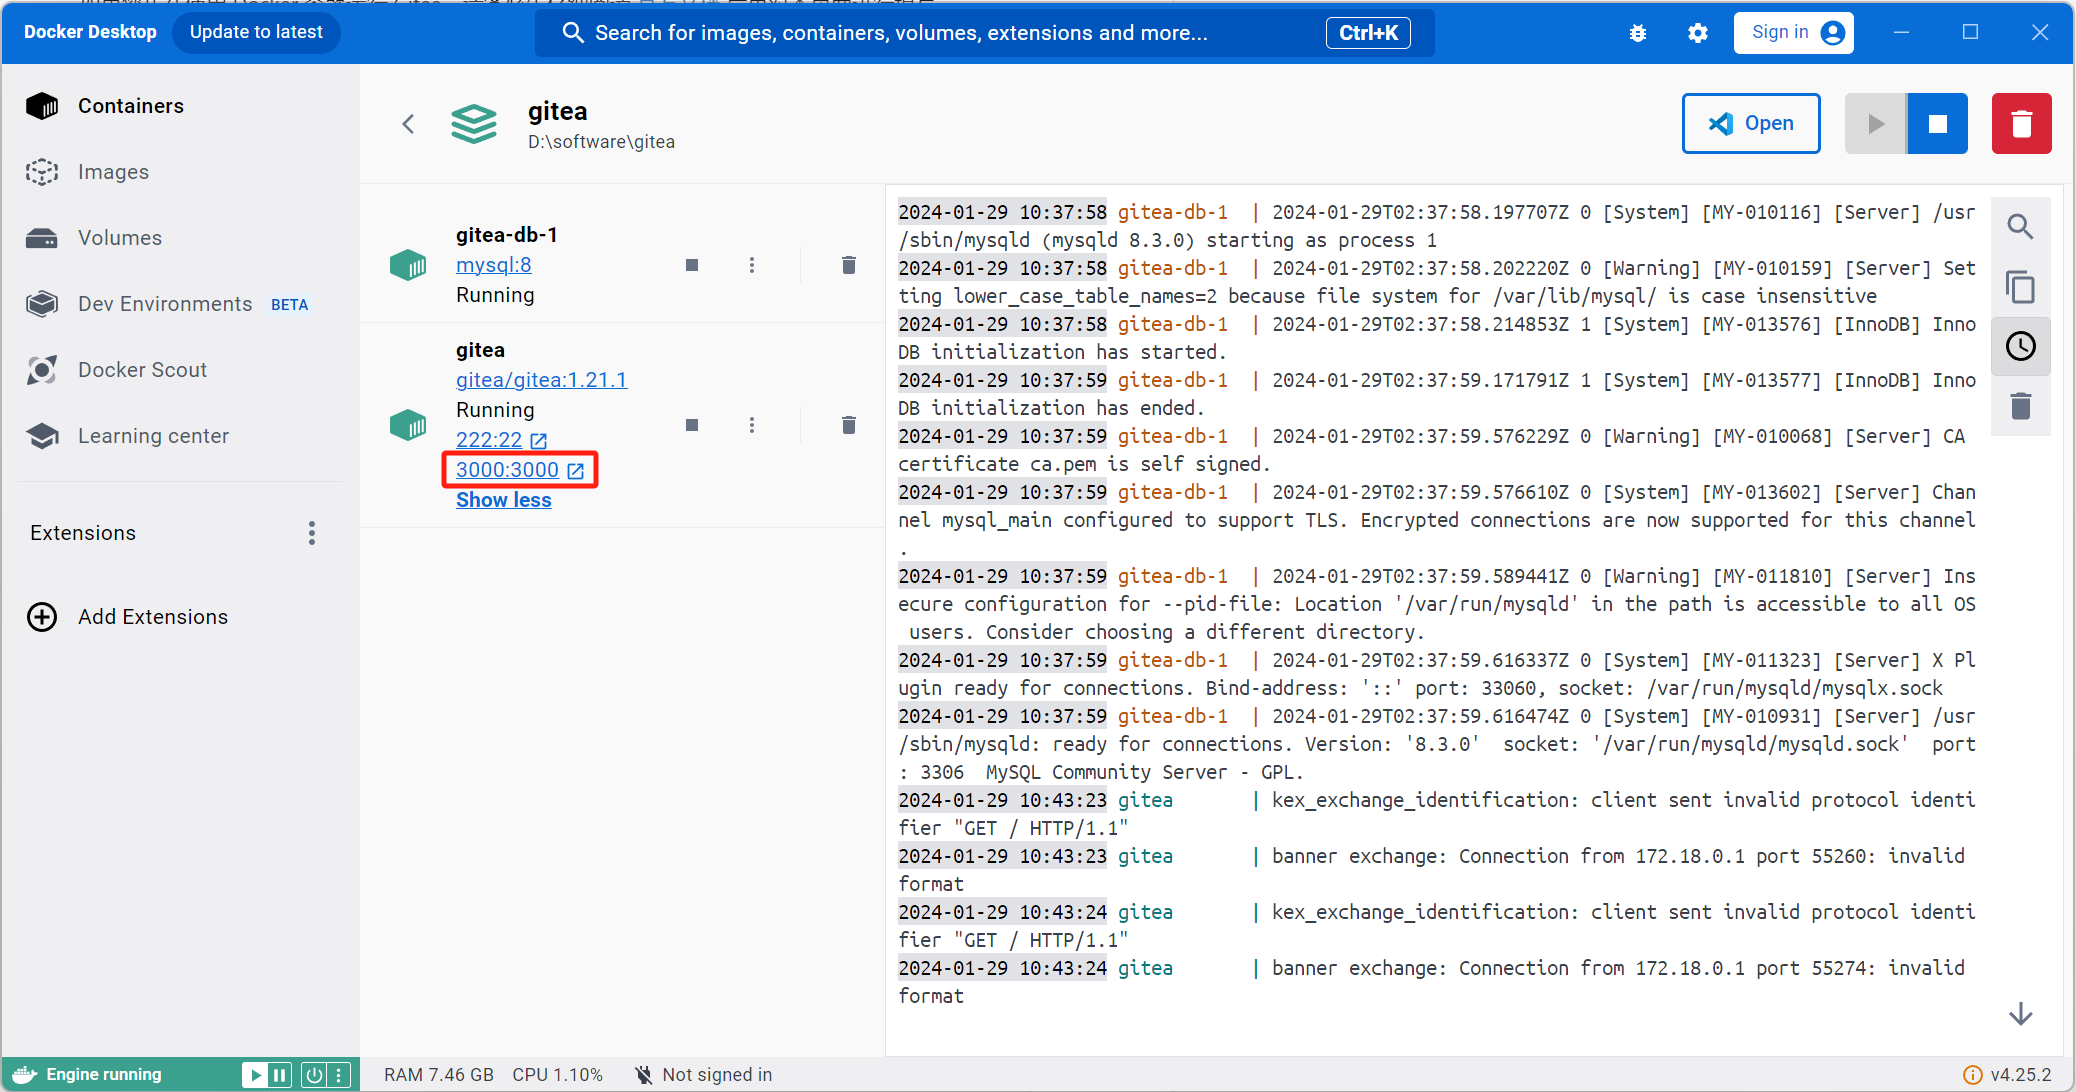 Docker Desktop
Update to latest
Search for images, containers, volumes, extensions and more...
Ctrl+K
Sign in
Containers
Images
Volumes
Dev Environments BETA
Docker Scout
Learning center
Extensions
Add Extensions
gitea
D:\software\gitea
Open
gitea-db-1
mysql:8
Running
gitea
gitea/gitea:1.21.1
Running
222:22
3000:3000
Show less
2024-01-29 10:37:58 gitea-db-1 | 2024-01-29T02:37:58.197707Z 0 [System] [MY-010116] [Server] /usr
/sbin/mysqld (mysqld 8.3.0) starting as process 1
2024-01-29 10:37:58 gitea-db-1 | 2024-01-29T02:37:58.202220Z 0 [Warning] [MY-010159] [Server] Set
ting lower_case_table_names=2 because file system for /var/lib/mysql/ is case insensitive
2024-01-29 10:37:58 gitea-db-1 | 2024-01-29T02:37:58.214853Z 1 [System] [MY-013576] [InnoDB] Inno
DB initialization has started.
2024-01-29 10:37:59 gitea-db-1 | 2024-01-29T02:37:59.171791Z 1 [System] [MY-013577] [InnoDB] Inno
DB initialization has ended.
2024-01-29 10:37:59 gitea-db-1 | 2024-01-29T02:37:59.576229Z 0 [Warning] [MY-010068] [Server] CA
certificate ca.pem is self signed.
2024-01-29 10:37:59 gitea-db-1 | 2024-01-29T02:37:59.576610Z 0 [System] [MY-013602] [Server] Chan
nel mysql_main configured to support TLS. Encrypted connections are now supported for this channel
.
2024-01-29 10:37:59 gitea-db-1 | 2024-01-29T02:37:59.589441Z 0 [Warning] [MY-011810] [Server] Ins
ecure configuration for --pid-file: Location '/var/run/mysqld' in the path is accessible to all OS
users. Consider choosing a different directory.
2024-01-29 10:37:59 gitea-db-1 | 2024-01-29T02:37:59.616337Z 0 [System] [MY-011323] [Server] X Pl
ugin ready for connections. Bind-address: '::' port: 33060, socket: /var/run/mysqld/mysqlx.sock
2024-01-29 10:37:59 gitea-db-1 | 2024-01-29T02:37:59.616474Z 0 [System] [MY-010931] [Server] /usr
/sbin/mysqld: ready for connections. Version: '8.3.0'  socket: '/var/run/mysqld/mysqld.sock'  port
: 3306  MySQL Community Server - GPL.
2024-01-29 10:43:23 gitea | kex_exchange_identification: client sent invalid protocol identi
fier "GET / HTTP/1.1"
2024-01-29 10:43:23 gitea | banner exchange: Connection from 172.18.0.1 port 55260: invalid
format
2024-01-29 10:43:24 gitea | kex_exchange_identification: client sent invalid protocol identi
fier "GET / HTTP/1.1"
2024-01-29 10:43:24 gitea | banner exchange: Connection from 172.18.0.1 port 55274: invalid
format
Engine running
RAM 7.46 GB
CPU 1.10%
Not signed in
v4.25.2